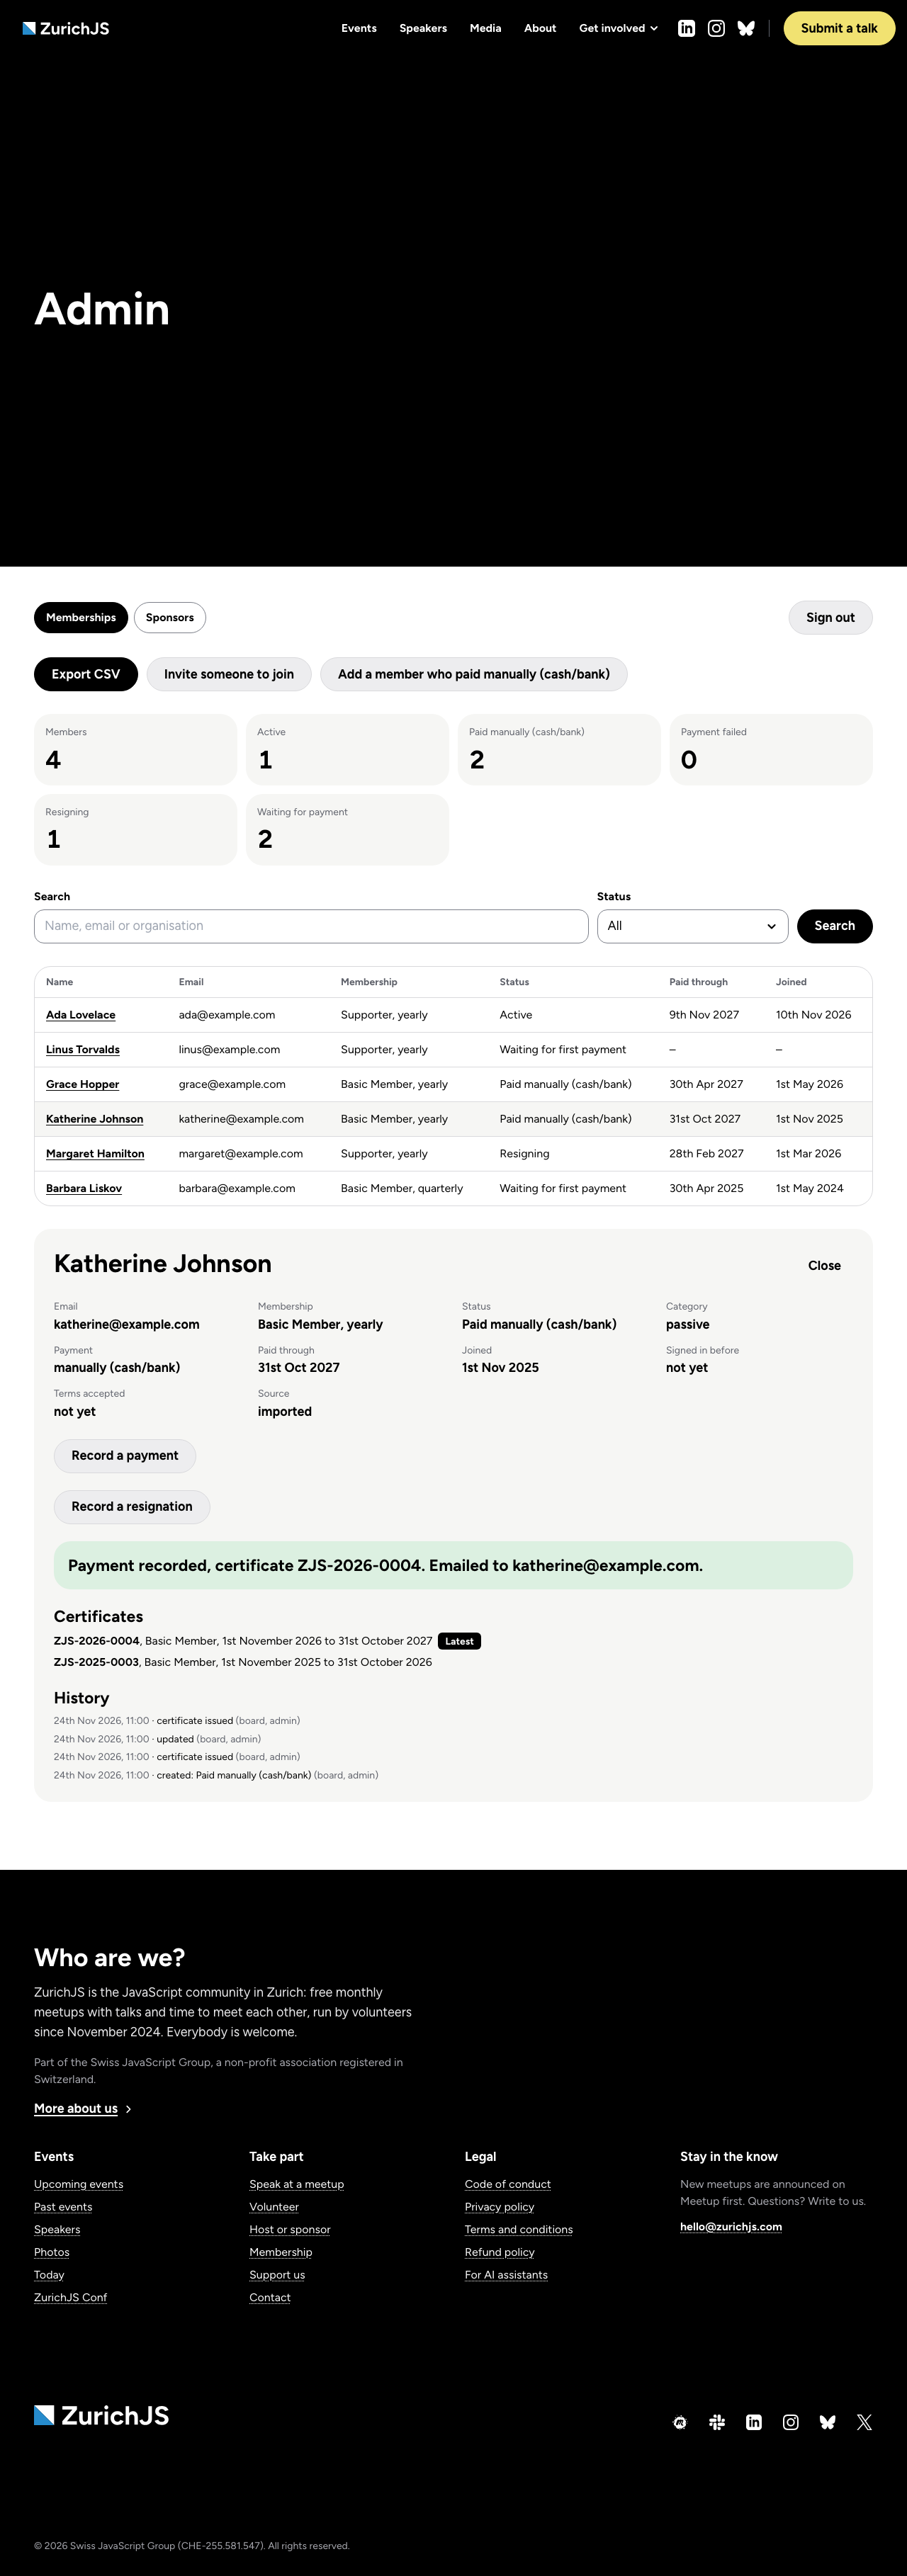 ZurichJS
Events Speakers Media About Get involved Submit a talk
Admin
Memberships Sponsors Sign out
Export CSV Invite someone to join Add a member who paid manually (cash/bank)
Members Active Paid manually (cash/bank) Payment failed
4 1 2 0
Resigning Waiting for payment
1 2
Search Status
Name, email or organisation All Search
Name Email Membership Status Paid through Joined
Ada Lovelace ada@example.com Supporter, yearly Active 9th Nov 2027 10th Nov 2026
Linus Torvalds linus@example.com Supporter, yearly Waiting for first payment – –
Grace Hopper grace@example.com Basic Member, yearly Paid manually (cash/bank) 30th Apr 2027 1st May 2026
Katherine Johnson katherine@example.com Basic Member, yearly Paid manually (cash/bank) 31st Oct 2027 1st Nov 2025
Margaret Hamilton margaret@example.com Supporter, yearly Resigning 28th Feb 2027 1st Mar 2026
Barbara Liskov barbara@example.com Basic Member, quarterly Waiting for first payment 30th Apr 2025 1st May 2024
Katherine Johnson Close
Email Membership Status Category
katherine@example.com Basic Member, yearly Paid manually (cash/bank) passive
Payment Paid through Joined Signed in before
manually (cash/bank) 31st Oct 2027 1st Nov 2025 not yet
Terms accepted Source
not yet imported
Record a payment
Record a resignation
Payment recorded, certificate ZJS-2026-0004. Emailed to katherine@example.com.
Certificates
ZJS-2026-0004, Basic Member, 1st November 2026 to 31st October 2027 Latest
ZJS-2025-0003, Basic Member, 1st November 2025 to 31st October 2026
History
24th Nov 2026, 11:00 · certificate issued (board, admin)
24th Nov 2026, 11:00 · updated (board, admin)
24th Nov 2026, 11:00 · certificate issued (board, admin)
24th Nov 2026, 11:00 · created: Paid manually (cash/bank) (board, admin)
Who are we?
ZurichJS is the JavaScript community in Zurich: free monthly
meetups with talks and time to meet each other, run by volunteers
since November 2024. Everybody is welcome.
Part of the Swiss JavaScript Group, a non-profit association registered in
Switzerland.
More about us
Events Take part Legal Stay in the know
Upcoming events Speak at a meetup Code of conduct New meetups are announced on
Past events Volunteer Privacy policy Meetup first. Questions? Write to us.
Speakers Host or sponsor Terms and conditions hello@zurichjs.com
Photos Membership Refund policy
Today Support us For AI assistants
ZurichJS Conf Contact
ZurichJS
© 2026 Swiss JavaScript Group (CHE-255.581.547). All rights reserved.